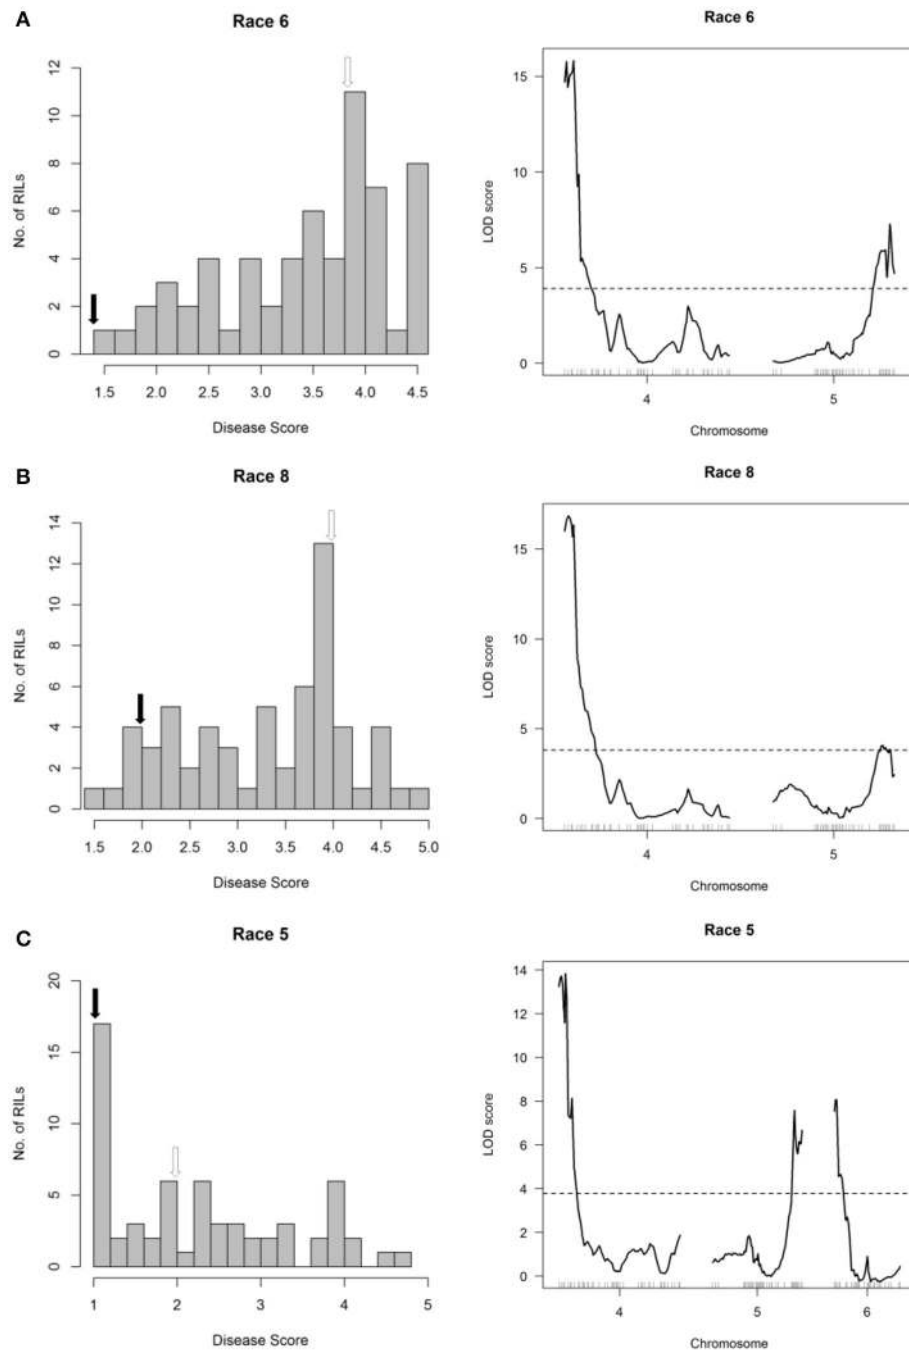 A
Race 6
Race 6
No. of RILs
0 2 4 6 8 10 12
1.5 2.0 2.5 3.0 3.5 4.0 4.5
Disease Score
LOD score
0 5 10 15
4 5
Chromosome
B
Race 8
Race 8
No. of RILs
0 2 4 6 8 10 12 14
1.5 2.0 2.5 3.0 3.5 4.0 4.5 5.0
Disease Score
LOD score
0 5 10 15
4 5
Chromosome
C
Race 5
Race 5
No. of RILs
0 5 10 15 20
1 2 3 4 5
Disease Score
LOD score
0 2 4 6 8 10 12 14
4 5 6
Chromosome